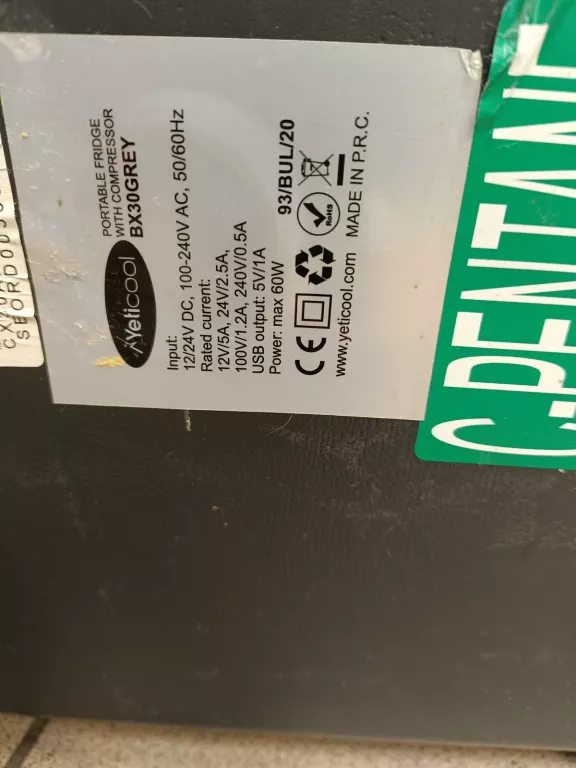 Yeticool
PORTABLE FRIDGE
WITH COMPRESSOR
BX30GREY
Input:
12/24V DC, 100-240V AC, 50/60Hz
Rated current:
12V/5A, 24V/2.5A,
100V/1.2A, 240V/0.5A
USB output: 5V/1A
Power: max 60W
93/BUL/20
CE
RoHS
www.yeticool.com MADE IN P.R.C.
C-PENTANE